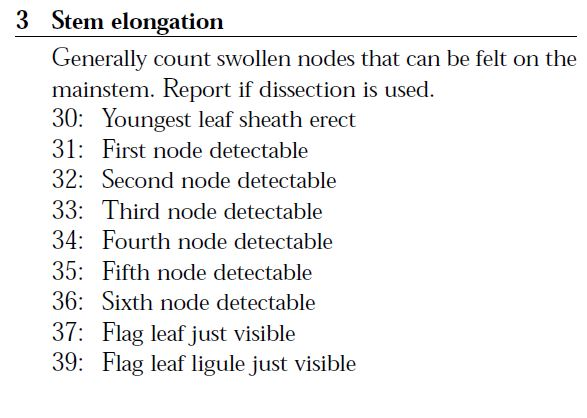 3 Stem elongation
Generally count swollen nodes that can be felt on the
mainstem. Report if dissection is used.
30: Youngest leaf sheath erect
31: First node detectable
32: Second node detectable
33: Third node detectable
34: Fourth node detectable
35: Fifth node detectable
36: Sixth node detectable
37: Flag leaf just visible
39: Flag leaf ligule just visible